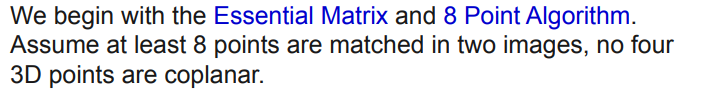 We begin with the Essential Matrix and 8 Point Algorithm.
Assume at least 8 points are matched in two images, no four
3D points are coplanar.